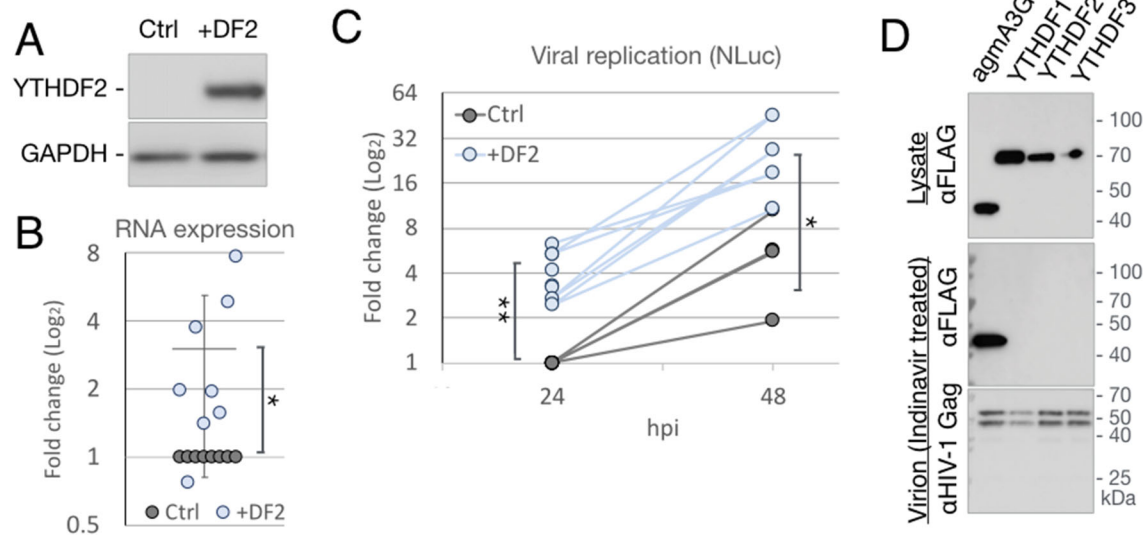 A
Ctrl +DF2
YTHDF2 -
GAPDH -
B
RNA expression
Fold change (Log2)
8
4
2
1
0.5
*
Ctrl +DF2
C
Viral replication (NLuc)
Fold change (Log2)
64
32
16
8
4
2
1
Ctrl
+DF2
**
*
24 48
hpi
D
agmA3G
YTHDF1
YTHDF2
YTHDF3
Lysate
αFLAG
- 100
- 70
- 50
- 40
Virion (Indinavir treated)
αFLAG
- 100
- 70
- 50
- 40
αHIV-1 Gag
- 70
- 50
- 40
- 25
kDa